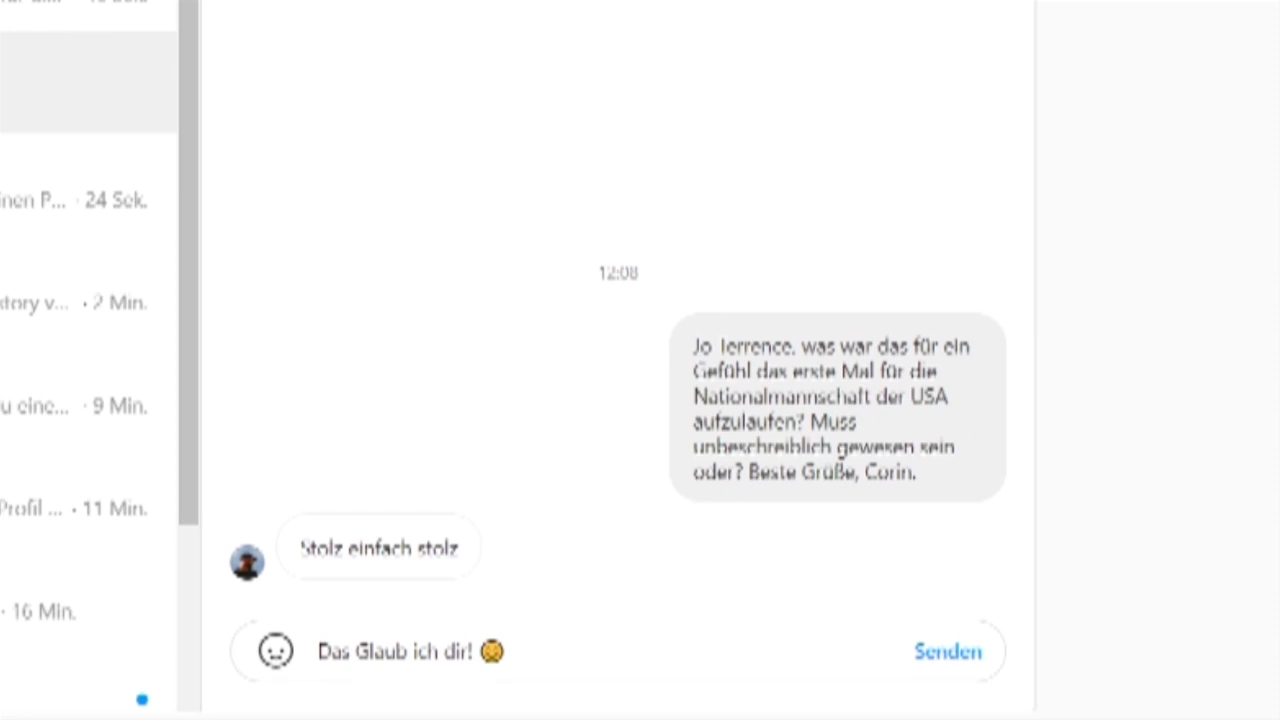 inen P... · 24 Sek.
story v... · 2 Min.
u eine... · 9 Min.
Profil ... · 11 Min.
· 16 Min.
12:08
Jo Terrence, was war das für ein
Gefühl das erste Mal für die
Nationalmannschaft der USA
aufzulaufen? Muss
unbeschreiblich gewesen sein
oder? Beste Grüße, Corin.
Stolz einfach stolz
Das Glaub ich dir!
Senden